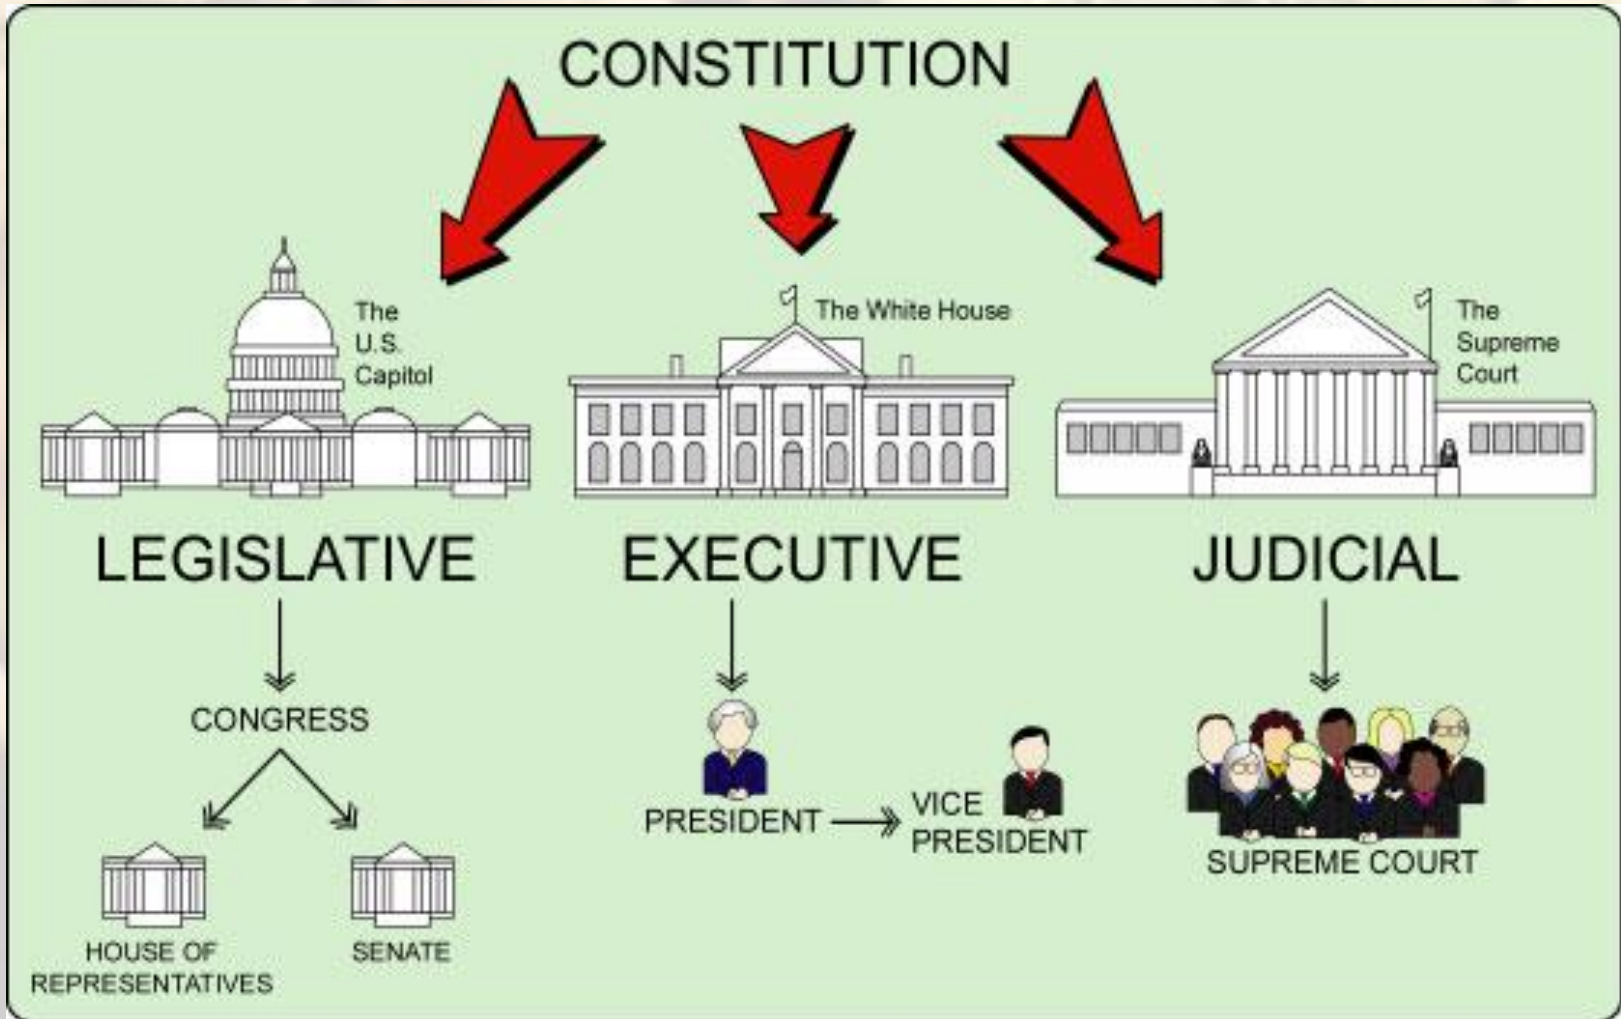 CONSTITUTION
The
U.S.
Capitol
The White House
The
Supreme
Court
LEGISLATIVE
EXECUTIVE
JUDICIAL
CONGRESS
HOUSE OF
REPRESENTATIVES
SENATE
PRESIDENT
VICE
PRESIDENT
SUPREME COURT